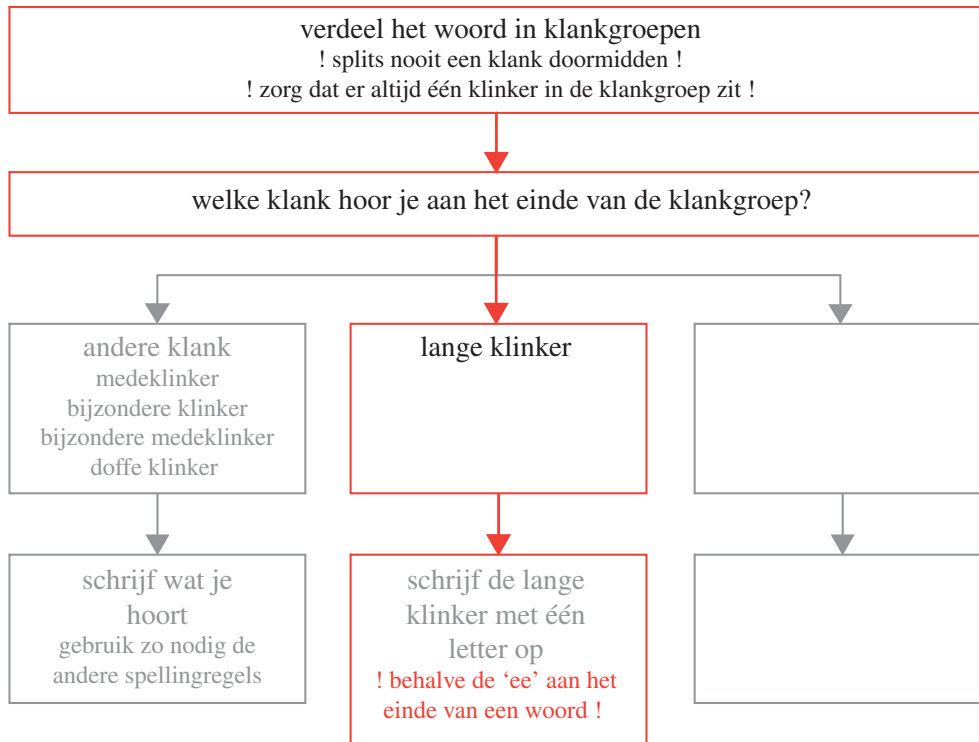 verdeel het woord in klankgroepen
! splits nooit een klank doormidden !
! zorg dat er altijd één klinker in de klankgroep zit !
welke klank hoor je aan het einde van de klankgroep?
andere klank
medeklinker
bijzondere klinker
bijzondere medeklinker
doffe klinker
lange klinker
schrijf wat je
hoort
gebruik zo nodig de
andere spellingregels
schrijf de lange
klinker met één
letter op
! behalve de ‘ee’ aan het
einde van een woord !